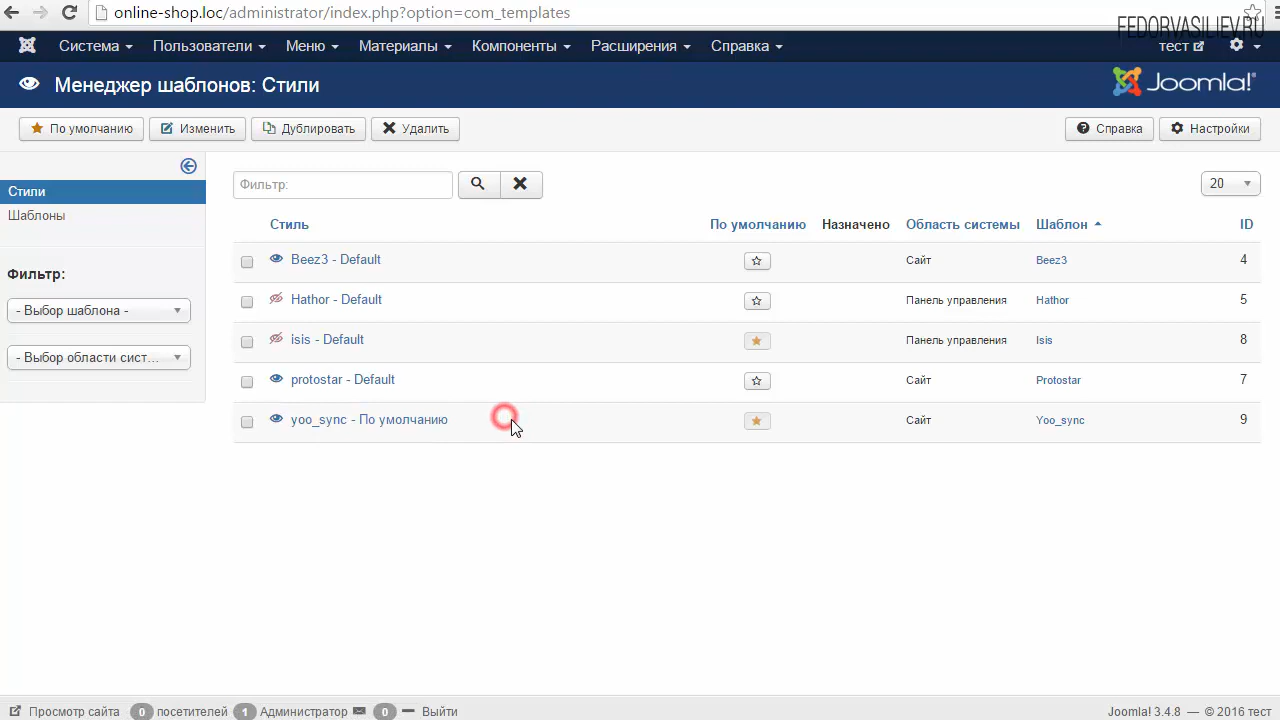 online-shop.loc/administrator/index.php?option=com_templates
FEDORVASILIEV.RU
Система Пользователи Меню Материалы Компоненты Расширения Справка тест
Менеджер шаблонов: Стили Joomla!®
По умолчанию Изменить Дублировать Удалить Справка Настройки
Стили
Шаблоны
Фильтр:
- Выбор шаблона -
- Выбор области сист...
Фильтр: 20
Стиль По умолчанию Назначено Область системы Шаблон ID
Beez3 - Default Сайт Beez3 4
Hathor - Default Панель управления Hathor 5
isis - Default Панель управления Isis 8
protostar - Default Сайт Protostar 7
yoo_sync - По умолчанию Сайт Yoo_sync 9
Просмотр сайта 0 посетителей 1 Администратор 0 Выйти Joomla! 3.4.8 — © 2016 тест